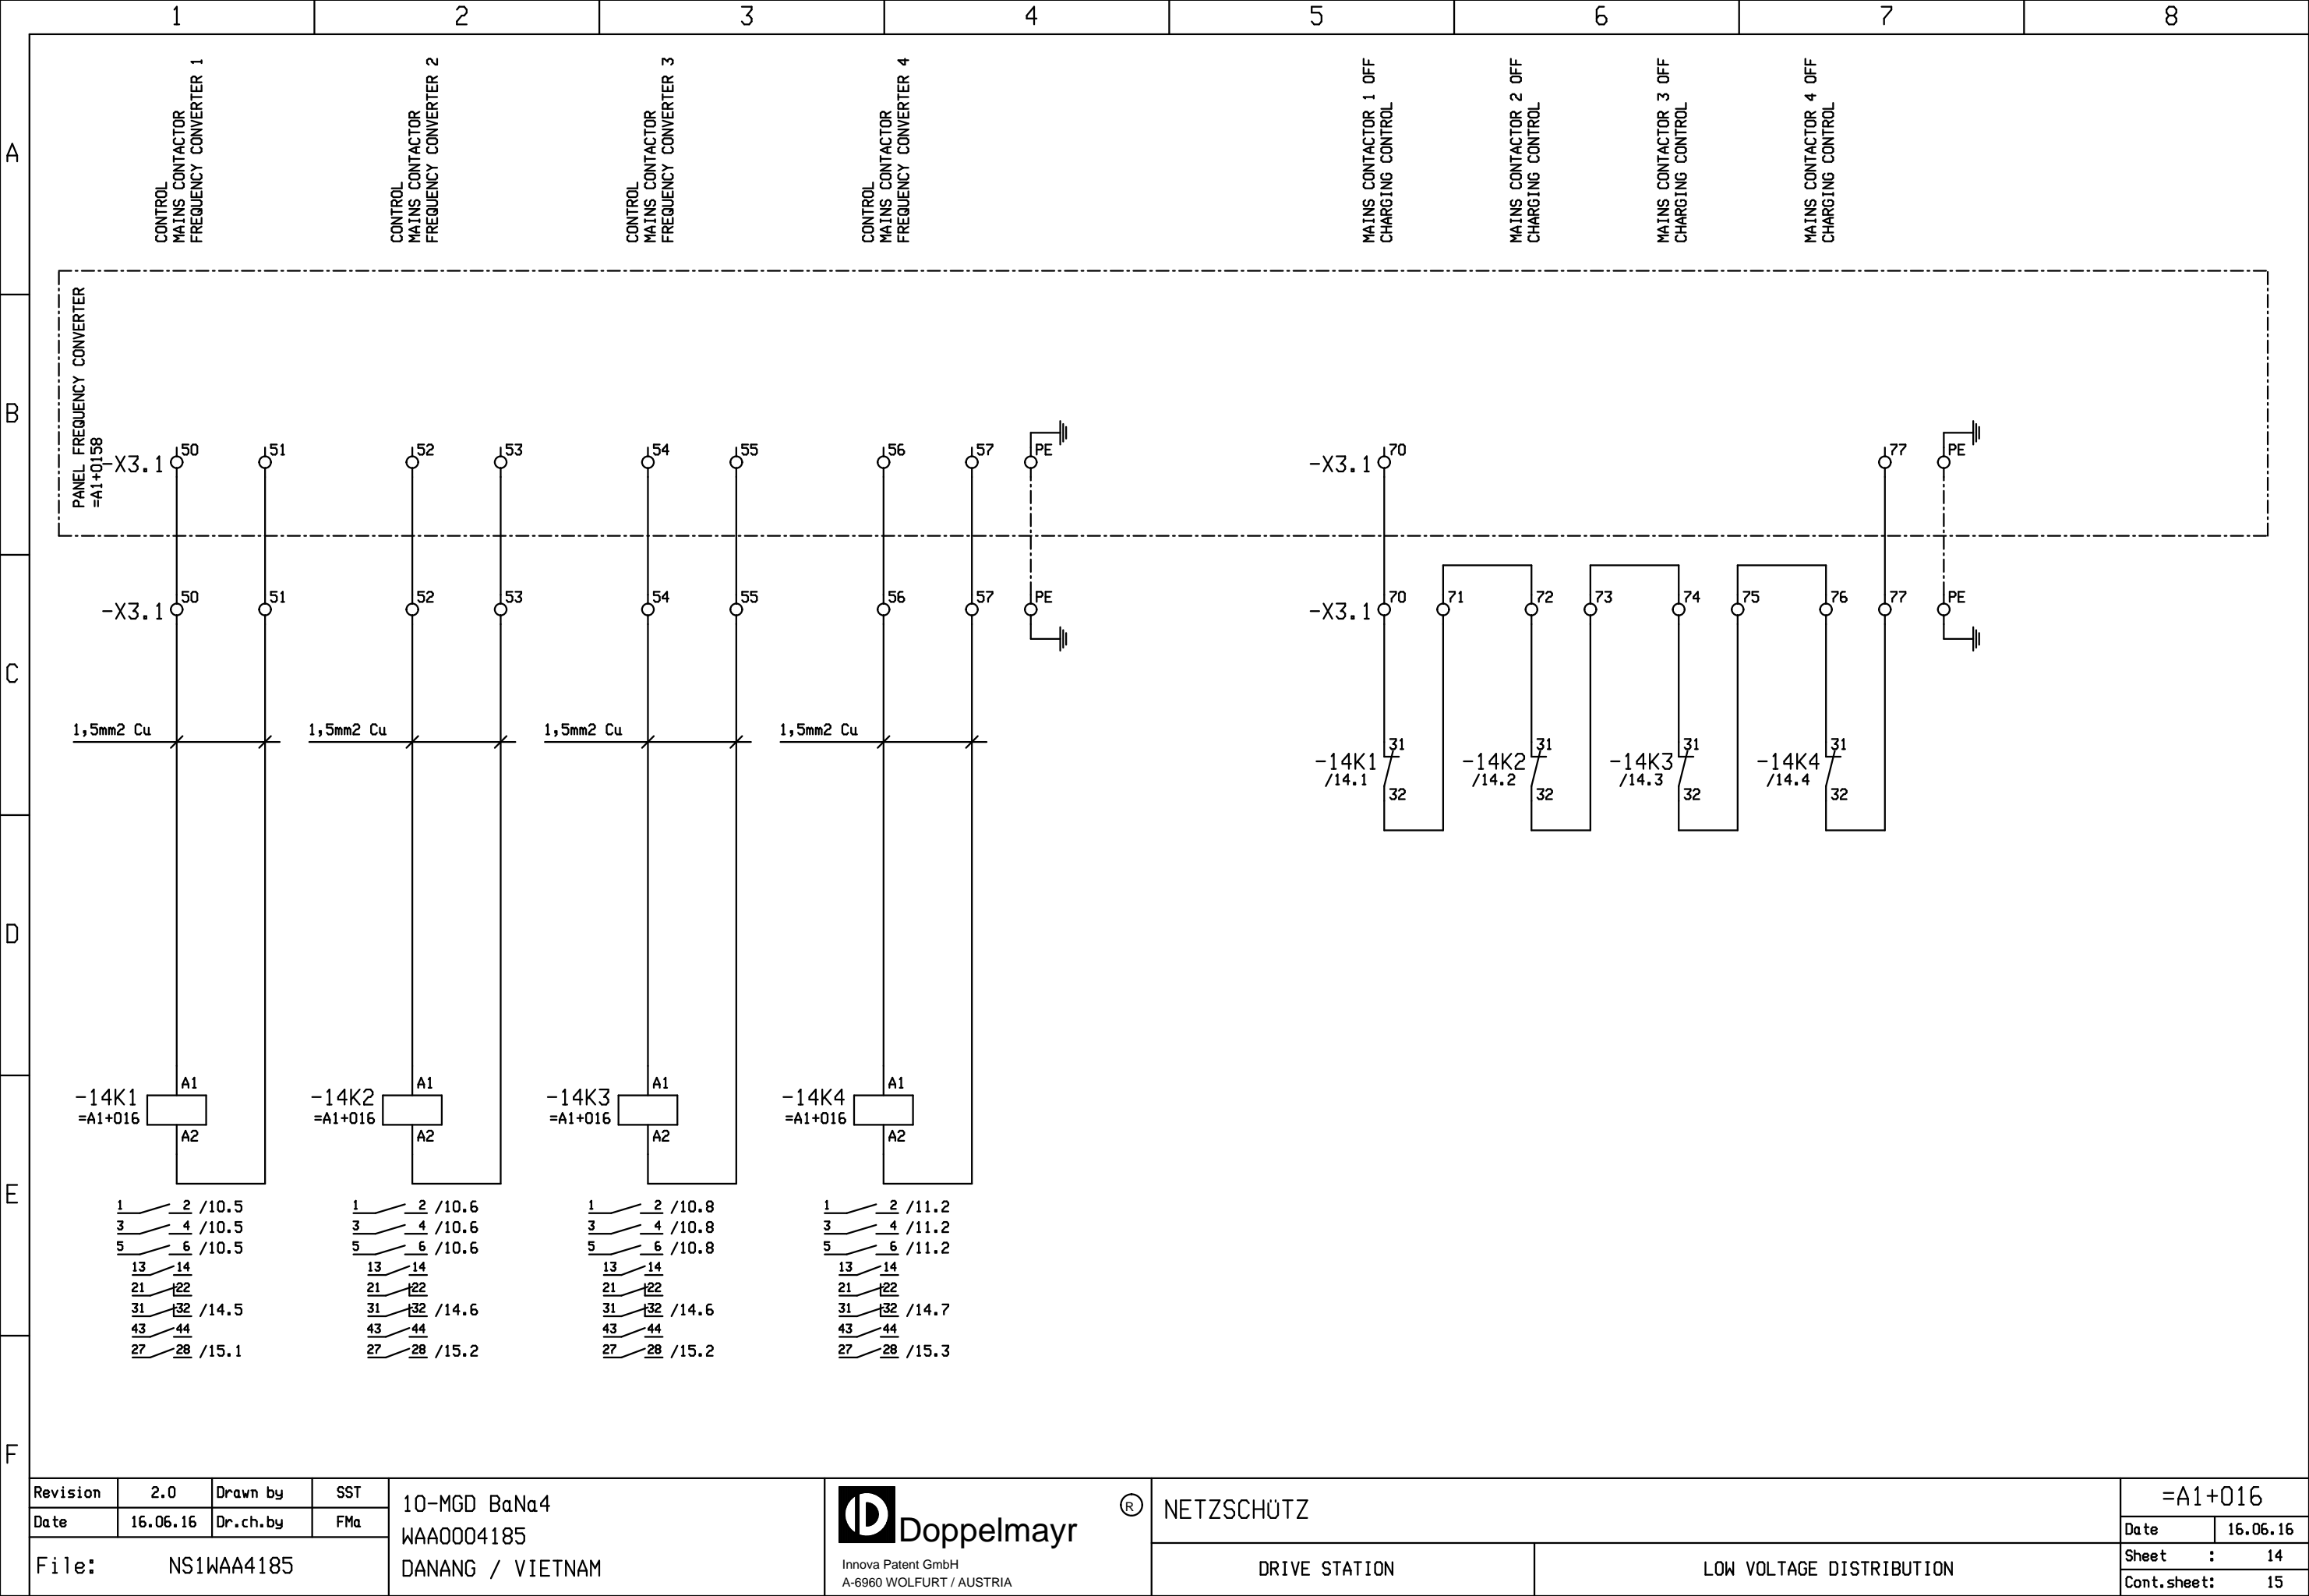 1 2 3 4 5 6 7 8
A
B
C
D
E
F
CONTROL
MAINS CONTACTOR
FREQUENCY CONVERTER 1
CONTROL
MAINS CONTACTOR
FREQUENCY CONVERTER 2
CONTROL
MAINS CONTACTOR
FREQUENCY CONVERTER 3
CONTROL
MAINS CONTACTOR
FREQUENCY CONVERTER 4
MAINS CONTACTOR 1 OFF
CHARGING CONTROL
MAINS CONTACTOR 2 OFF
CHARGING CONTROL
MAINS CONTACTOR 3 OFF
CHARGING CONTROL
MAINS CONTACTOR 4 OFF
CHARGING CONTROL
PANEL FREQUENCY CONVERTER
=A1+O158
-X3.1 50 51 52 53 54 55 56 57 PE -X3.1 70 77 PE
-X3.1 50 51 52 53 54 55 56 57 PE -X3.1 70 71 72 73 74 75 76 77 PE
1,5mm2 Cu 1,5mm2 Cu 1,5mm2 Cu 1,5mm2 Cu
31 31 31 31
-14K1 -14K2 -14K3 -14K4
/14.1 /14.2 /14.3 /14.4
32 32 32 32
A1 A1 A1 A1
-14K1 -14K2 -14K3 -14K4
=A1+O16 =A1+O16 =A1+O16 =A1+O16
A2 A2 A2 A2
1 2 /10.5 1 2 /10.6 1 2 /10.8 1 2 /11.2
3 4 /10.5 3 4 /10.6 3 4 /10.8 3 4 /11.2
5 6 /10.5 5 6 /10.6 5 6 /10.8 5 6 /11.2
13 14 13 14 13 14 13 14
21 22 21 22 21 22 21 22
31 32 /14.5 31 32 /14.6 31 32 /14.6 31 32 /14.7
43 44 43 44 43 44 43 44
27 28 /15.1 27 28 /15.2 27 28 /15.2 27 28 /15.3
Revision 2.0 Drawn by SST
Date 16.06.16 Dr.ch.by FMa
File: NS1WAA4185
10-MGD BaNa4
WAA0004185
DANANG / VIETNAM
Doppelmayr ®
Innova Patent GmbH
A-6960 WOLFURT / AUSTRIA
NETZSCHÜTZ
DRIVE STATION
LOW VOLTAGE DISTRIBUTION
=A1+O16
Date 16.06.16
Sheet : 14
Cont.sheet: 15